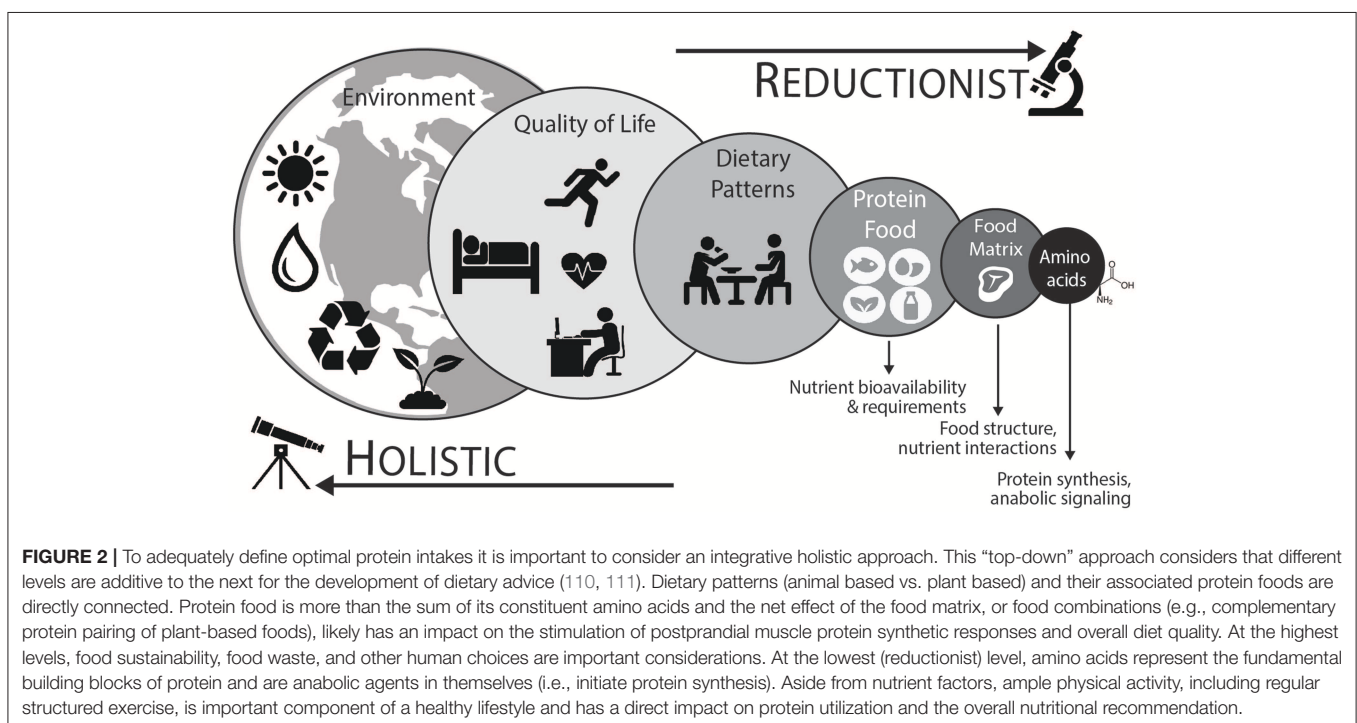 Environment
Quality of Life
Dietary
Patterns
Protein
Food
Food
Matrix
Amino
acids
O
OH
NH₂
REDUCTIONIST
Nutrient bioavailability
& requirements
Food structure,
nutrient interactions
Protein synthesis,
anabolic signaling
HOLISTIC
FIGURE 2 | To adequately define optimal protein intakes it is important to consider an integrative holistic approach. This “top-down” approach considers that different
levels are additive to the next for the development of dietary advice (110, 111). Dietary patterns (animal based vs. plant based) and their associated protein foods are
directly connected. Protein food is more than the sum of its constituent amino acids and the net effect of the food matrix, or food combinations (e.g., complementary
protein pairing of plant-based foods), likely has an impact on the stimulation of postprandial muscle protein synthetic responses and overall diet quality. At the highest
levels, food sustainability, food waste, and other human choices are important considerations. At the lowest (reductionist) level, amino acids represent the fundamental
building blocks of protein and are anabolic agents in themselves (i.e., initiate protein synthesis). Aside from nutrient factors, ample physical activity, including regular
structured exercise, is important component of a healthy lifestyle and has a direct impact on protein utilization and the overall nutritional recommendation.